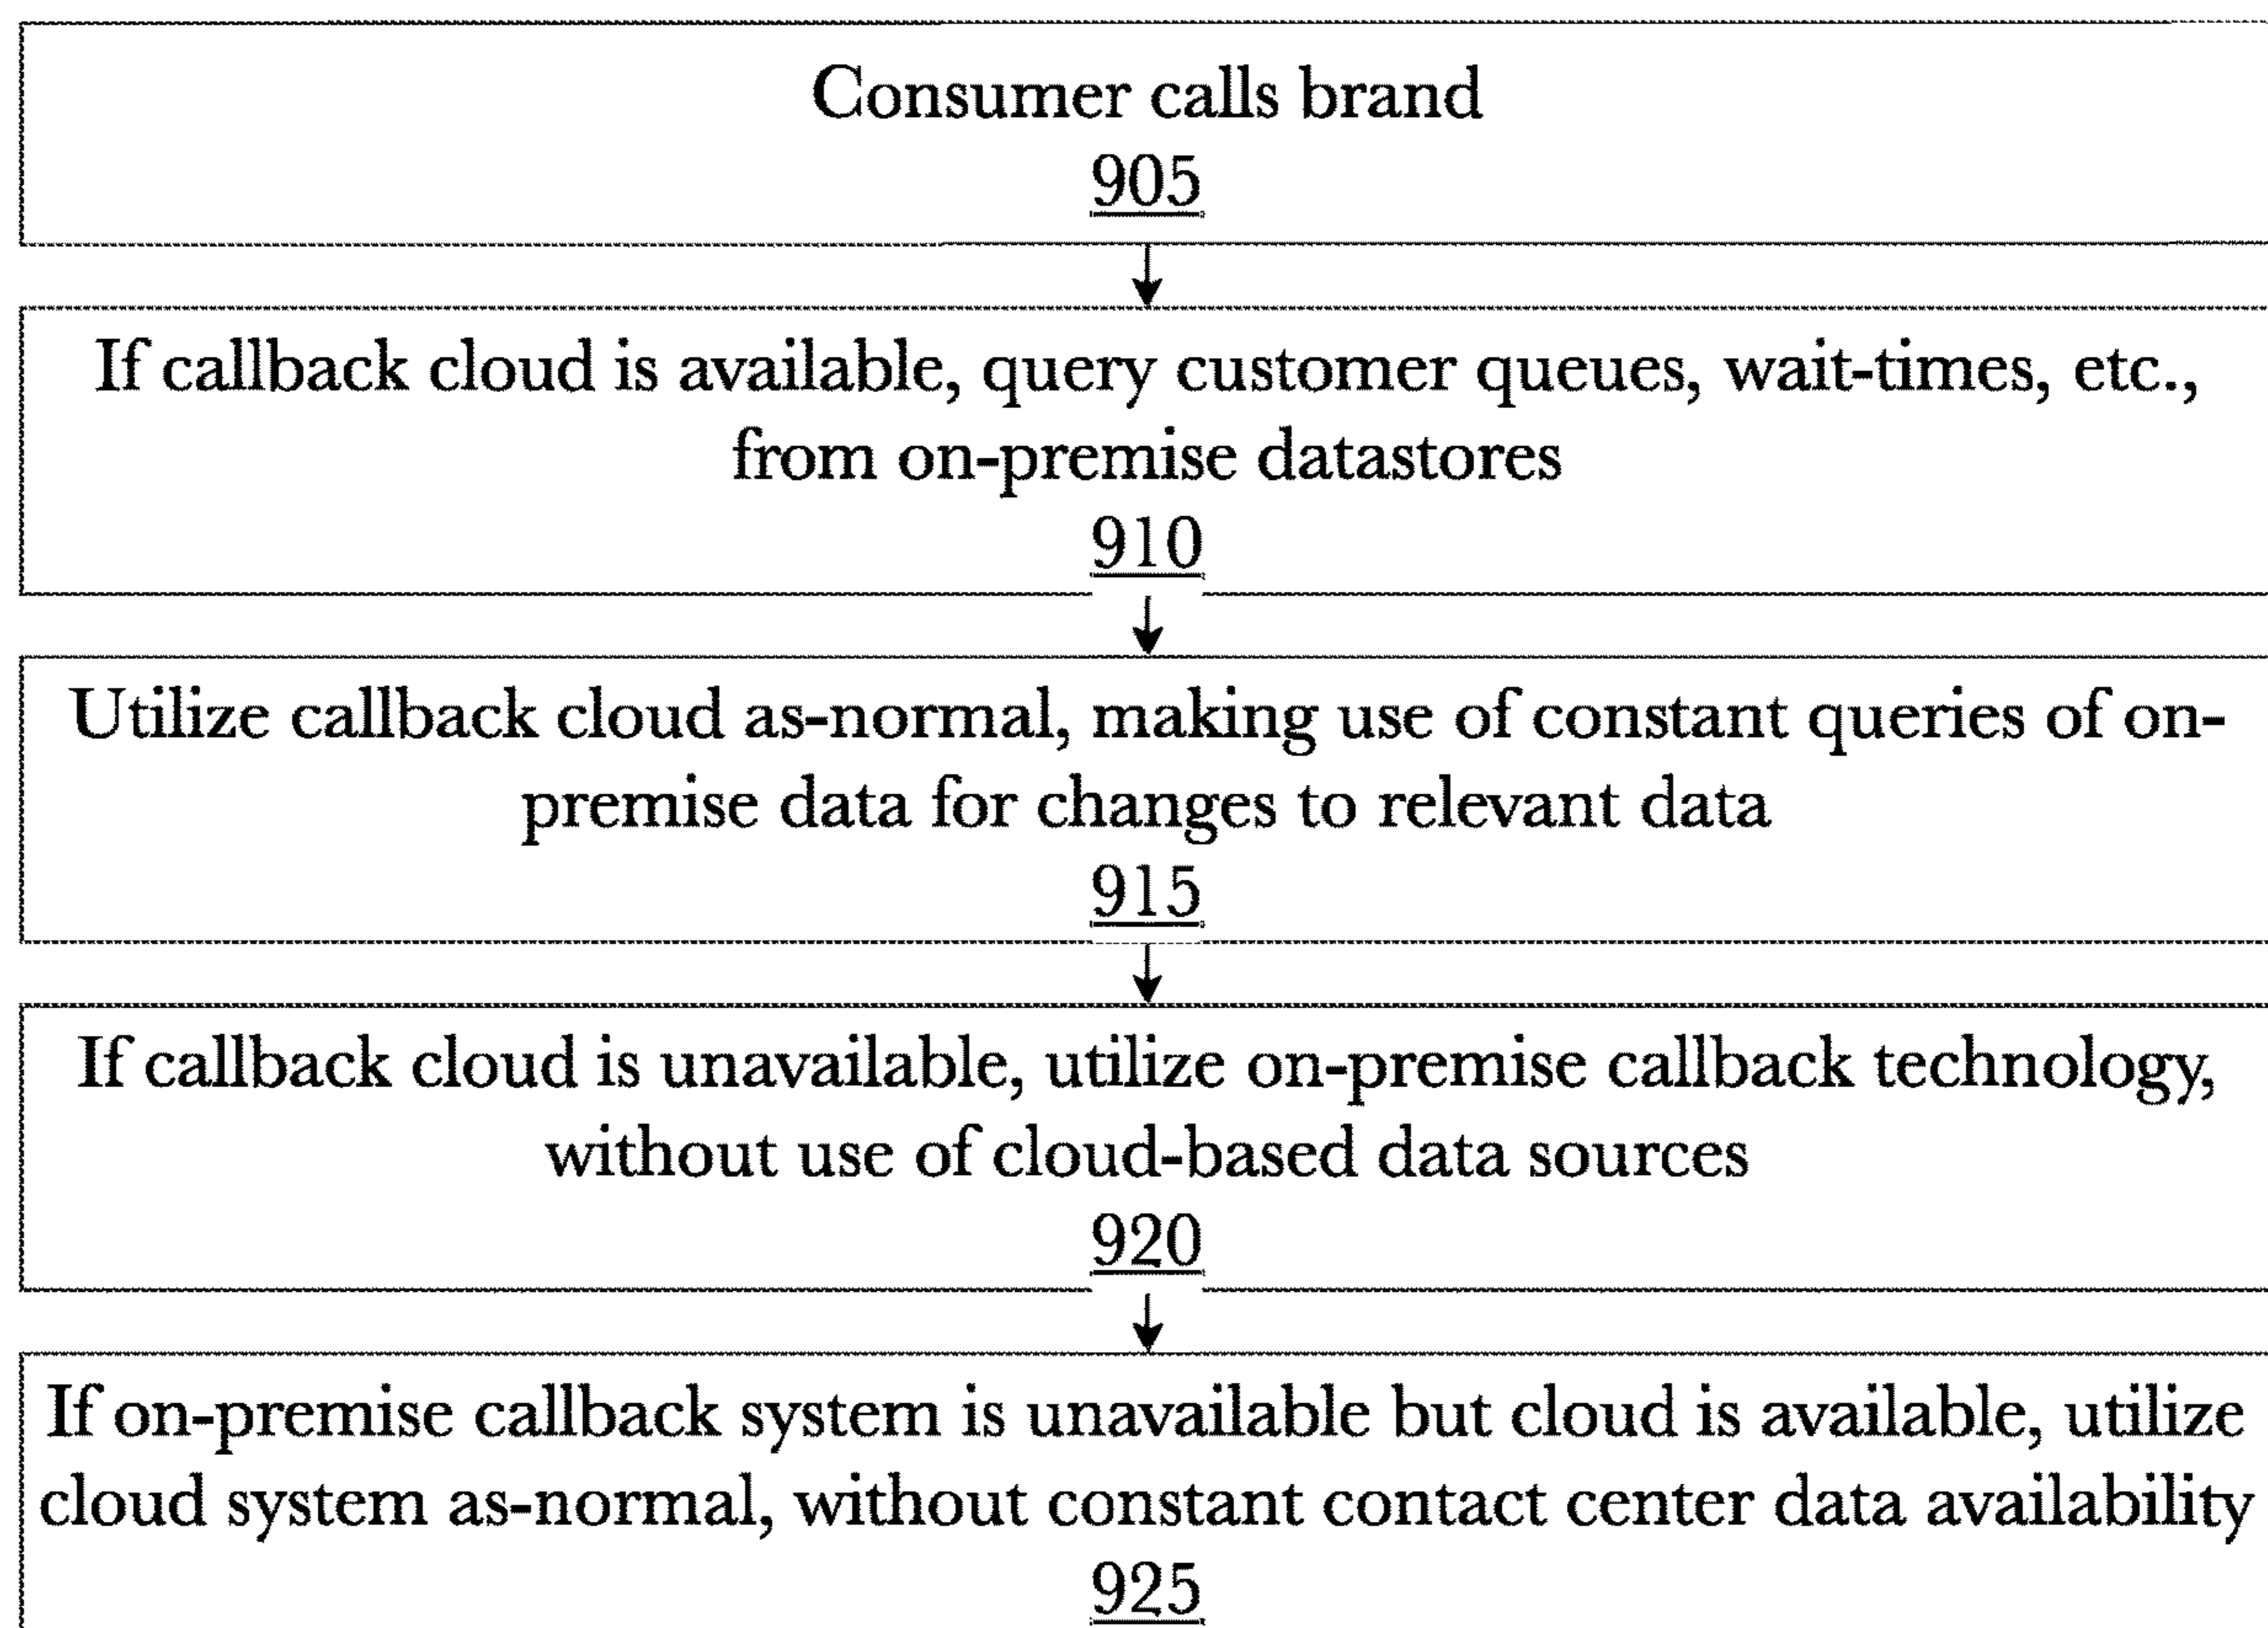 Consumer calls brand
905
If callback cloud is available, query customer queues, wait-times, etc.,
from on-premise datastores
910
Utilize callback cloud as-normal, making use of constant queries of on-
premise data for changes to relevant data
915
If callback cloud is unavailable, utilize on-premise callback technology,
without use of cloud-based data sources
920
If on-premise callback system is unavailable but cloud is available, utilize
cloud system as-normal, without constant contact center data availability
925